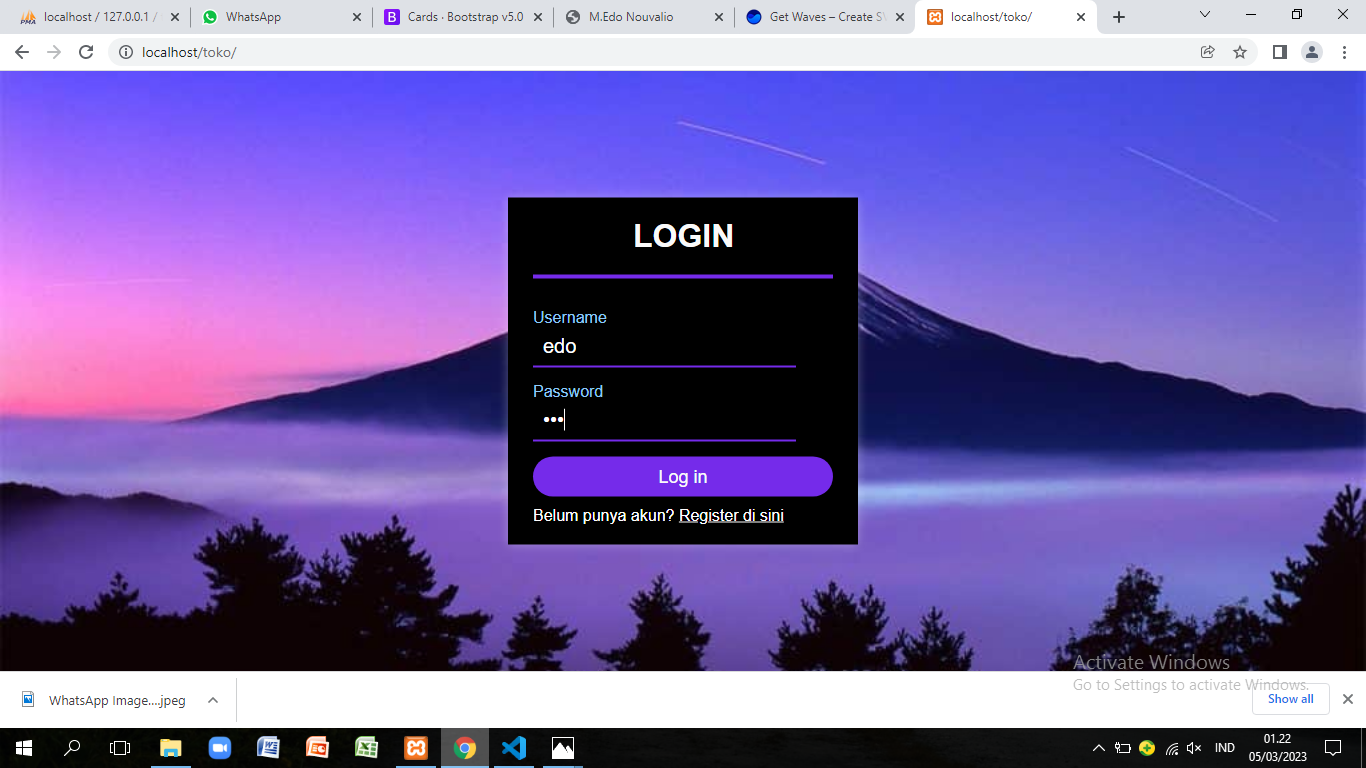 localhost / 127.0.0.1 /
WhatsApp
Cards · Bootstrap v5.0
M.Edo Nouvalio
Get Waves – Create SV
localhost/toko/
localhost/toko/
LOGIN
Username
edo
Password
•••
Log in
Belum punya akun? Register di sini
Activate Windows
Go to Settings to activate Windows.
WhatsApp Image....jpeg
Show all
IND
01.22
05/03/2023